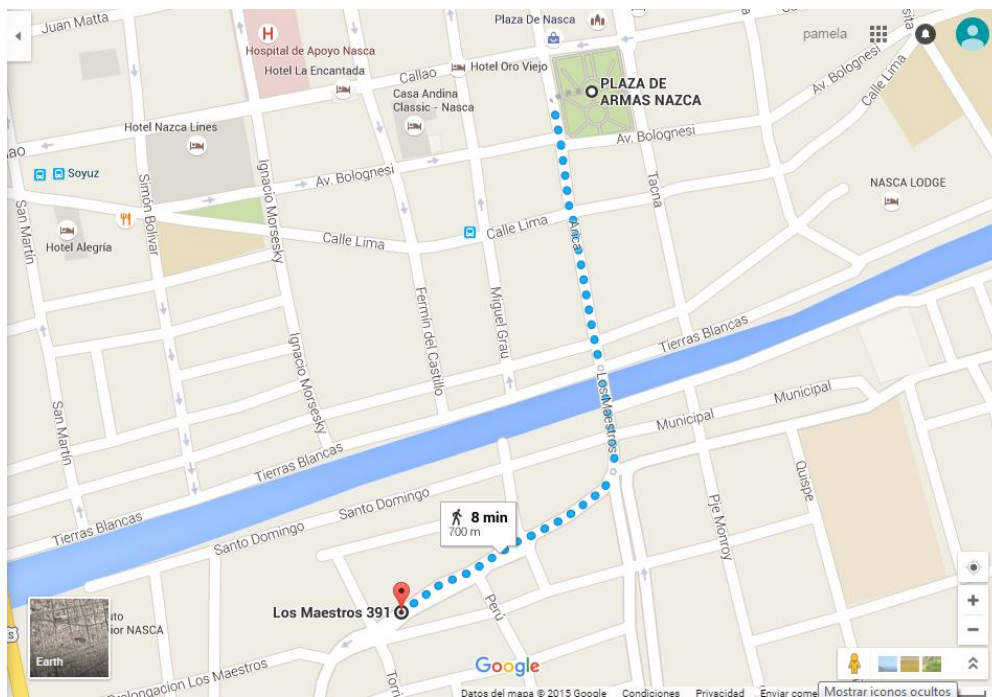 Juan Matta
Plaza De Nasca
pamela
Hospital de Apoyo Nasca
H
Hotel La Encantada
Callao
Hotel Oro Viejo
PLAZA DE
ARMAS NAZCA
Casa Andina
Classic - Nasca
Av. Bolognesi
Calle Lima
Av. Bolognesi
Hotel Nazca Lines
Soyuz
Av. Bolognesi
Ignacio Morsesky
Simón Bolivar
San Martín
Tacna
NASCA LODGE
Arica
Calle Lima
Calle Lima
Hotel Alegría
Miguel Grau
Fermín del Castillo
Ignacio Morsesky
San Martín
Tierras Blancas
Los Maestros
Municipal
Municipal
Tierras Blancas
Quispe
Pje Monroy
Santo Domingo
Santo Domingo
Tierras Blancas
8 min
700 m
Perú
Los Maestros 391
NASCA
Earth
Prolongacion Los Maestros
Google
Datos del mapa © 2015 Google
Condiciones
Privacidad
Mostrar iconos ocultos